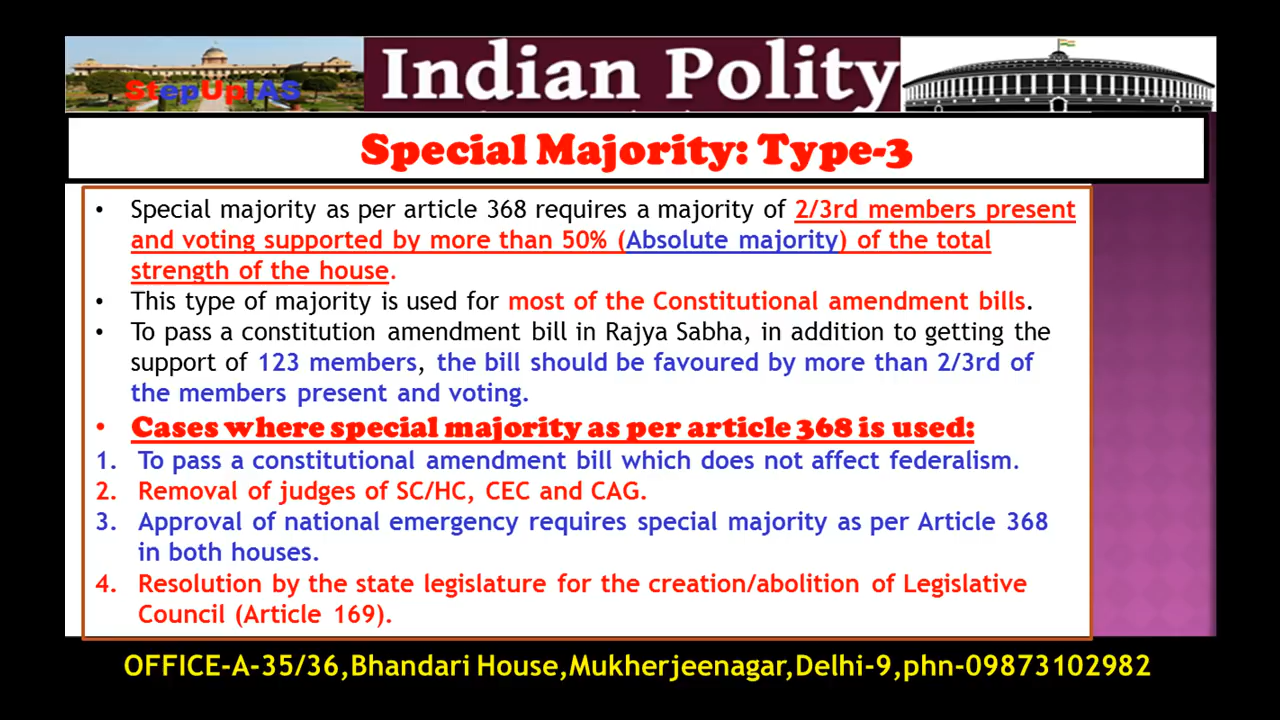 StepUpIAS
Indian Polity
Special Majority: Type-3
• Special majority as per article 368 requires a majority of 2/3rd members present
and voting supported by more than 50% (Absolute majority) of the total
strength of the house.
• This type of majority is used for most of the Constitutional amendment bills.
• To pass a constitution amendment bill in Rajya Sabha, in addition to getting the
support of 123 members, the bill should be favoured by more than 2/3rd of
the members present and voting.
• Cases where special majority as per article 368 is used:
1. To pass a constitutional amendment bill which does not affect federalism.
2. Removal of judges of SC/HC, CEC and CAG.
3. Approval of national emergency requires special majority as per Article 368
in both houses.
4. Resolution by the state legislature for the creation/abolition of Legislative
Council (Article 169).
OFFICE-A-35/36,Bhandari House,Mukherjeenagar,Delhi-9,phn-09873102982